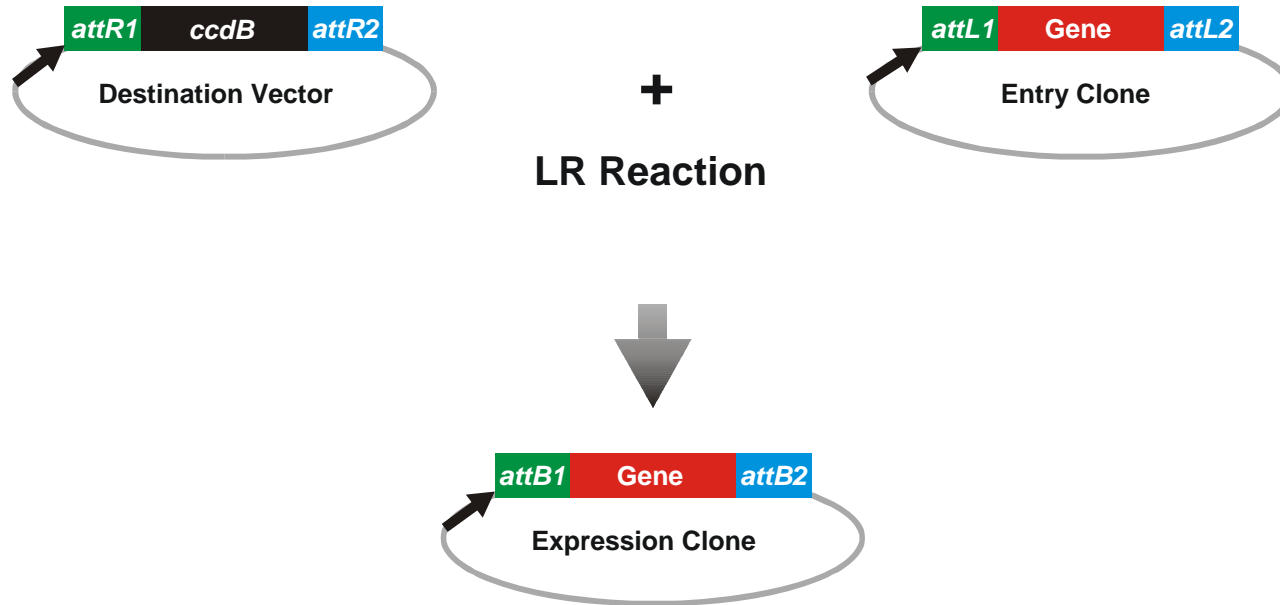 attR1 ccdB attR2
Destination Vector
+
attL1 Gene attL2
Entry Clone
LR Reaction
attB1 Gene attB2
Expression Clone